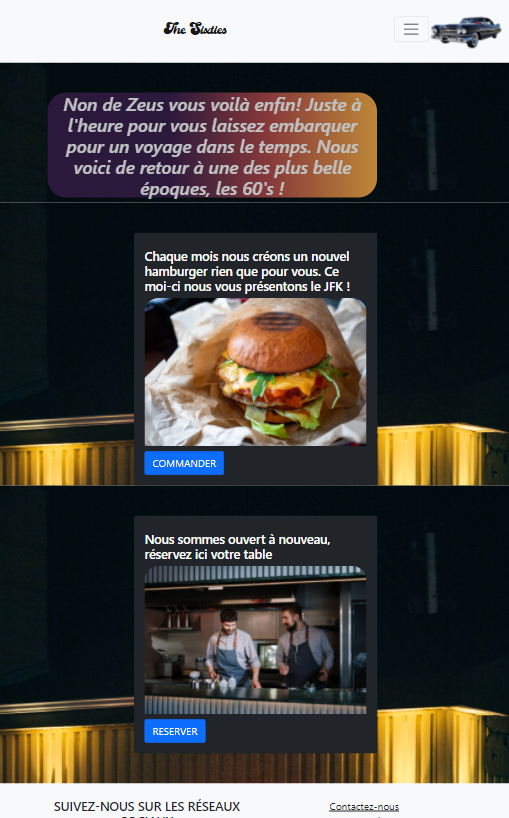 The Sixties
Non de Zeus vous voilà enfin! Juste à
l'heure pour vous laissez embarquer
pour un voyage dans le temps. Nous
voici de retour à une des plus belle
époques, les 60's !
Chaque mois nous créons un nouvel
hamburger rien que pour vous. Ce
moi-ci nous vous présentons le JFK !
COMMANDER
Nous sommes ouvert à nouveau,
réservez ici votre table
RESERVER
SUIVEZ-NOUS SUR LES RÉSEAUX
Contactez-nous